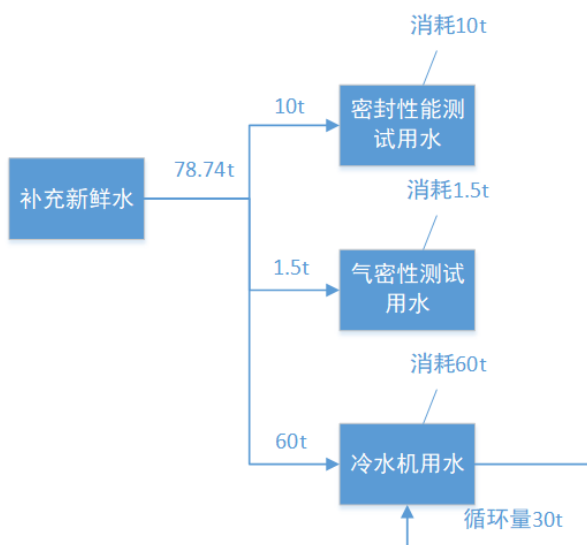 消耗10t
10t
密封性能测
试用水
78.74t
补充新鲜水
消耗1.5t
1.5t
气密性测试
用水
消耗60t
60t
冷水机用水
循环量30t